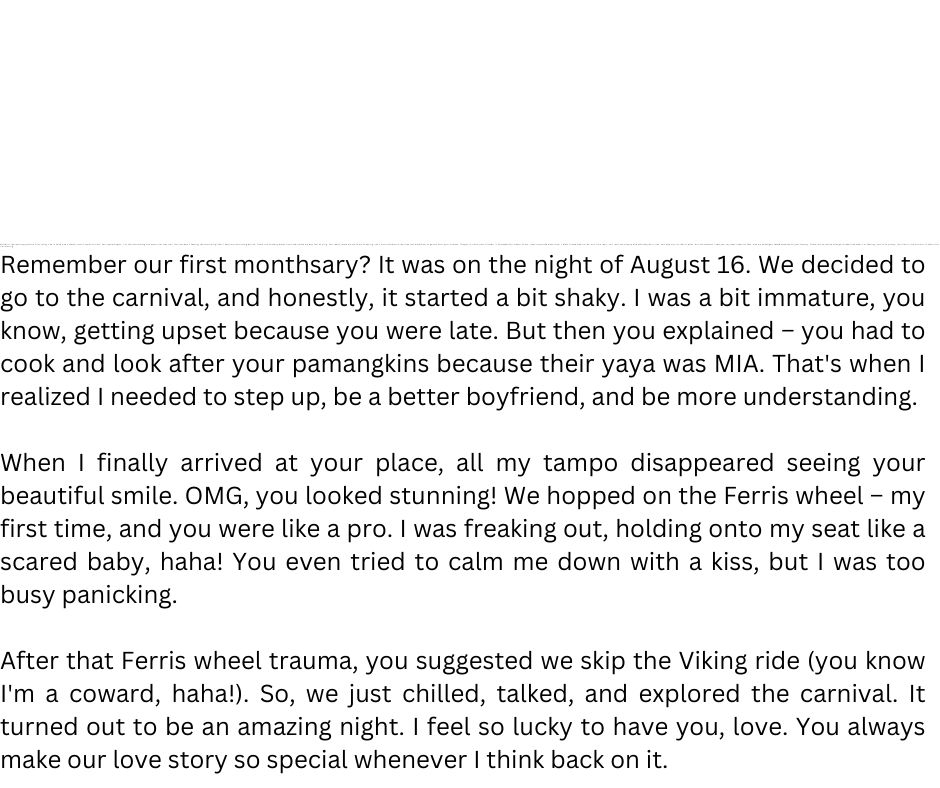 Remember our first monthsary? It was on the night of August 16. We decided to
go to the carnival, and honestly, it started a bit shaky. I was a bit immature, you
know, getting upset because you were late. But then you explained – you had to
cook and look after your pamangkins because their yaya was MIA. That's when I
realized I needed to step up, be a better boyfriend, and be more understanding.
When I finally arrived at your place, all my tampo disappeared seeing your
beautiful smile. OMG, you looked stunning! We hopped on the Ferris wheel – my
first time, and you were like a pro. I was freaking out, holding onto my seat like a
scared baby, haha! You even tried to calm me down with a kiss, but I was too
busy panicking.
After that Ferris wheel trauma, you suggested we skip the Viking ride (you know
I'm a coward, haha!). So, we just chilled, talked, and explored the carnival. It
turned out to be an amazing night. I feel so lucky to have you, love. You always
make our love story so special whenever I think back on it.